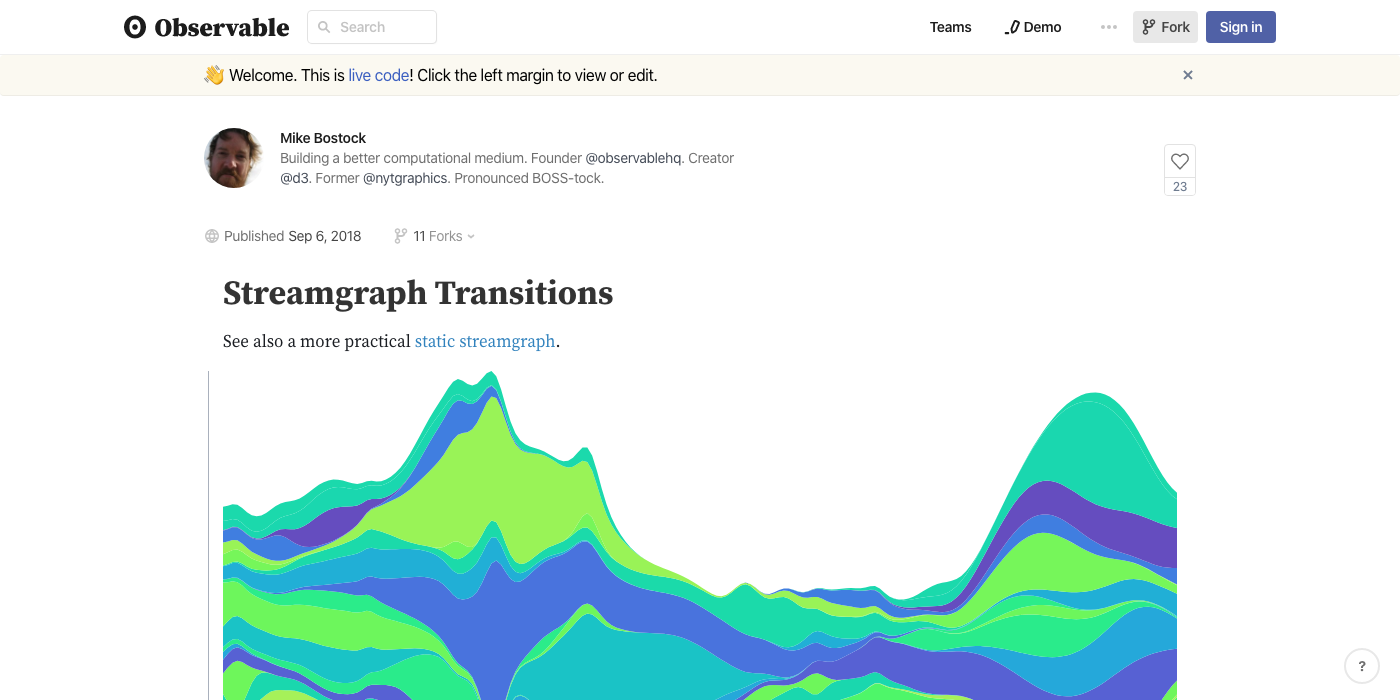 Observable
Search
Teams
Demo
Fork
Sign in
👋 Welcome. This is live code! Click the left margin to view or edit.
Mike Bostock
Building a better computational medium. Founder @observablehq. Creator
@d3. Former @nytgraphics. Pronounced BOSS-tock.
23
Published Sep 6, 2018
11 Forks
Streamgraph Transitions
See also a more practical static streamgraph.
?